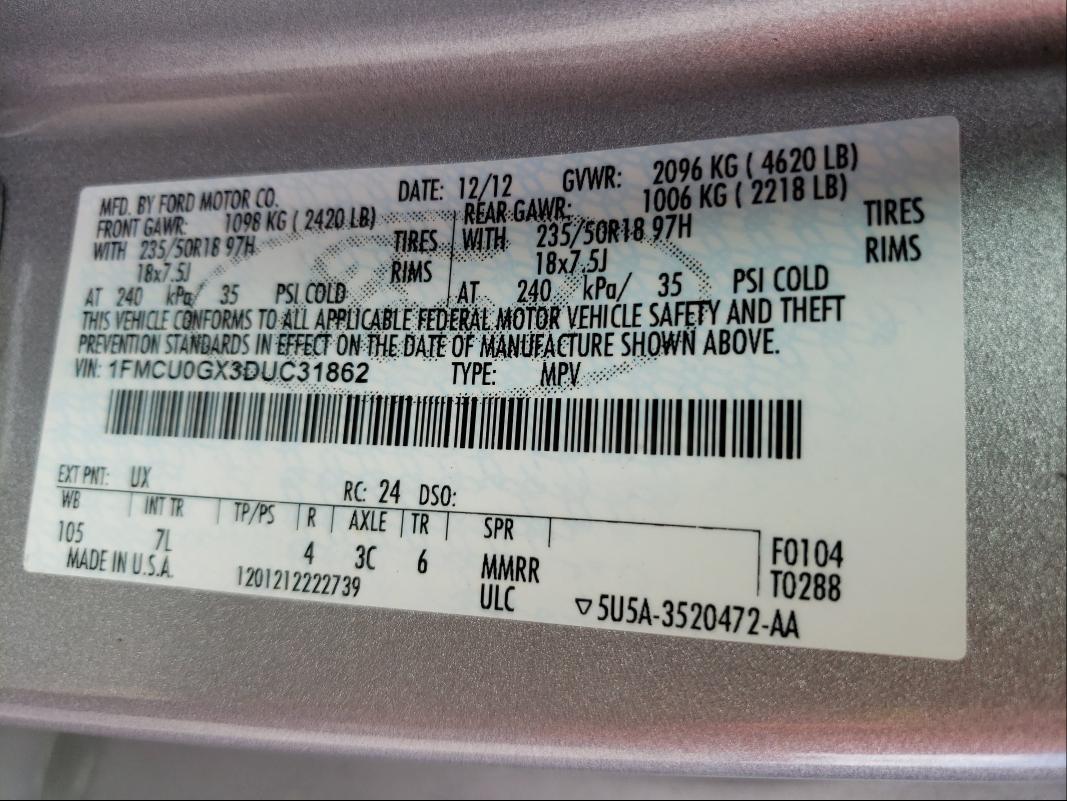 MFD. BY FORD MOTOR CO. DATE: 12/12 GVWR: 2096 KG ( 4620 LB)
FRONT GAWR: 1098 KG ( 2420 LB) REAR GAWR: 1006 KG ( 2218 LB)
WITH 235/50R18 97H TIRES WITH 235/50R18 97H TIRES
18x7.5J RIMS 18x7.5J RIMS
AT 240 kPa/ 35 PSI COLD AT 240 kPa/ 35 PSI COLD
THIS VEHICLE CONFORMS TO ALL APPLICABLE FEDERAL MOTOR VEHICLE SAFETY AND THEFT
PREVENTION STANDARDS IN EFFECT ON THE DATE OF MANUFACTURE SHOWN ABOVE.
VIN: 1FMCU0GX3DUC31862 TYPE: MPV
EXT PNT: UX RC: 24 DSO:
WB INT TR TP/PS R AXLE TR SPR
105 7L 4 3C 6 MMRR F0104
MADE IN U.S.A. 1201212222739 ULC T0288
▽5U5A-3520472-AA